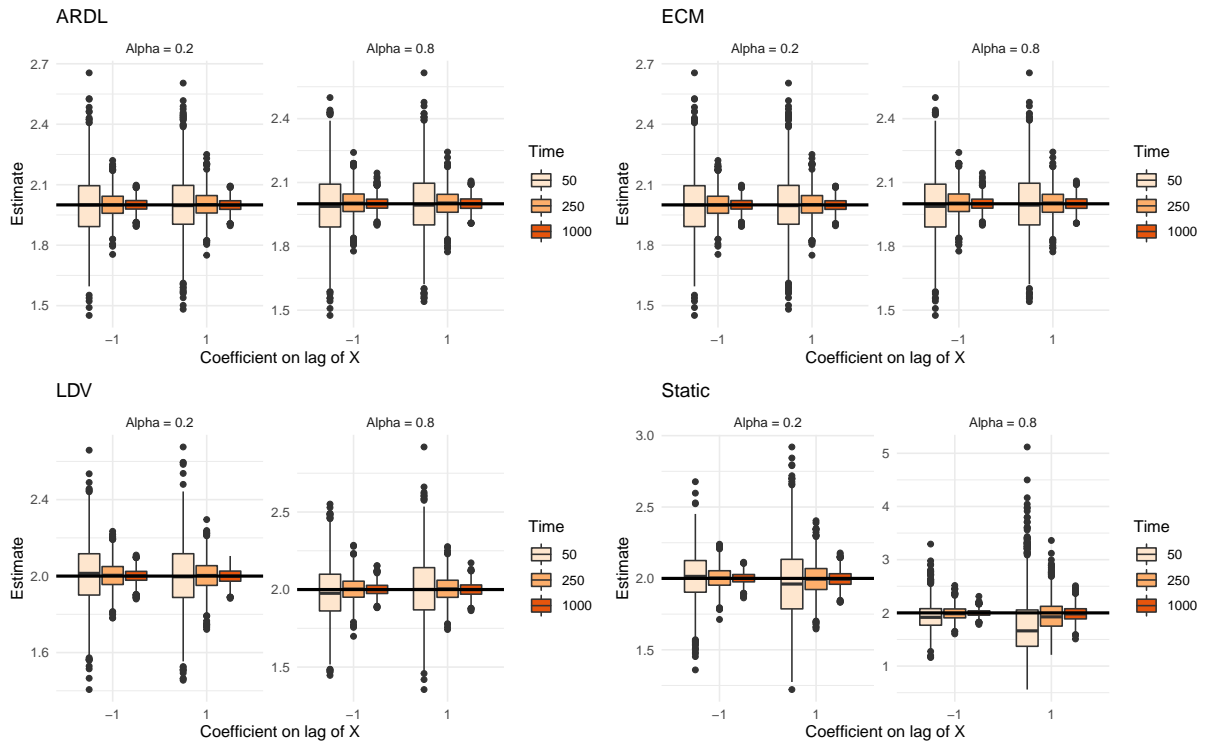 ARDL
Alpha = 0.2
Alpha = 0.8
2.7
2.4
2.1
1.8
1.5
2.4
2.1
1.8
1.5
Estimate
−1
1
−1
1
Coefficient on lag of X
Time
50
250
1000
ECM
Alpha = 0.2
Alpha = 0.8
2.7
2.4
2.1
1.8
1.5
2.4
2.1
1.8
1.5
Estimate
−1
1
−1
1
Coefficient on lag of X
Time
50
250
1000
LDV
Alpha = 0.2
Alpha = 0.8
2.4
2.0
1.6
2.5
2.0
1.5
Estimate
−1
1
−1
1
Coefficient on lag of X
Time
50
250
1000
Static
Alpha = 0.2
Alpha = 0.8
3.0
2.5
2.0
1.5
5
4
3
2
1
Estimate
−1
1
−1
1
Coefficient on lag of X
Time
50
250
1000